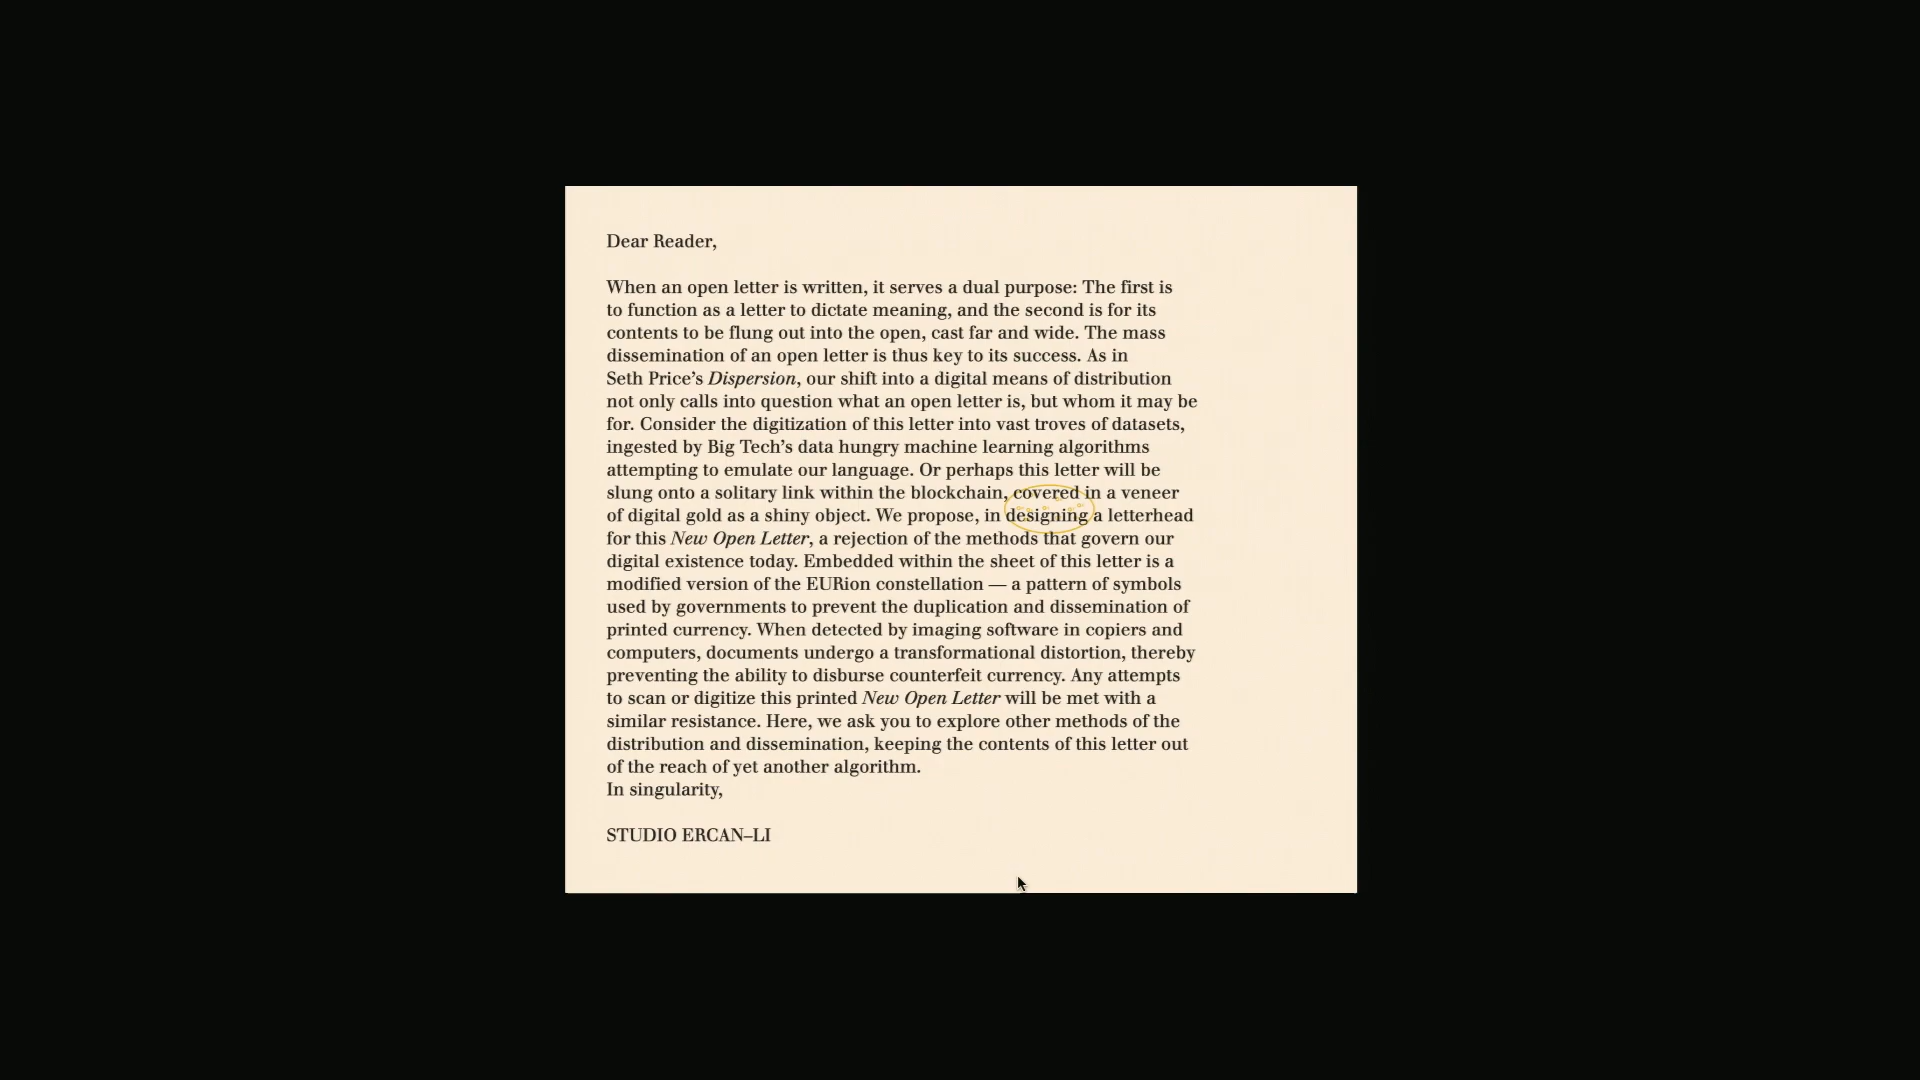 Dear Reader,
When an open letter is written, it serves a dual purpose: The first is
to function as a letter to dictate meaning, and the second is for its
contents to be flung out into the open, cast far and wide. The mass
dissemination of an open letter is thus key to its success. As in
Seth Price’s Dispersion, our shift into a digital means of distribution
not only calls into question what an open letter is, but whom it may be
for. Consider the digitization of this letter into vast troves of datasets,
ingested by Big Tech’s data hungry machine learning algorithms
attempting to emulate our language. Or perhaps this letter will be
slung onto a solitary link within the blockchain, covered in a veneer
of digital gold as a shiny object. We propose, in designing a letterhead
for this New Open Letter, a rejection of the methods that govern our
digital existence today. Embedded within the sheet of this letter is a
modified version of the EURion constellation — a pattern of symbols
used by governments to prevent the duplication and dissemination of
printed currency. When detected by imaging software in copiers and
computers, documents undergo a transformational distortion, thereby
preventing the ability to disburse counterfeit currency. Any attempts
to scan or digitize this printed New Open Letter will be met with a
similar resistance. Here, we ask you to explore other methods of the
distribution and dissemination, keeping the contents of this letter out
of the reach of yet another algorithm.
In singularity,
STUDIO ERCAN–LI